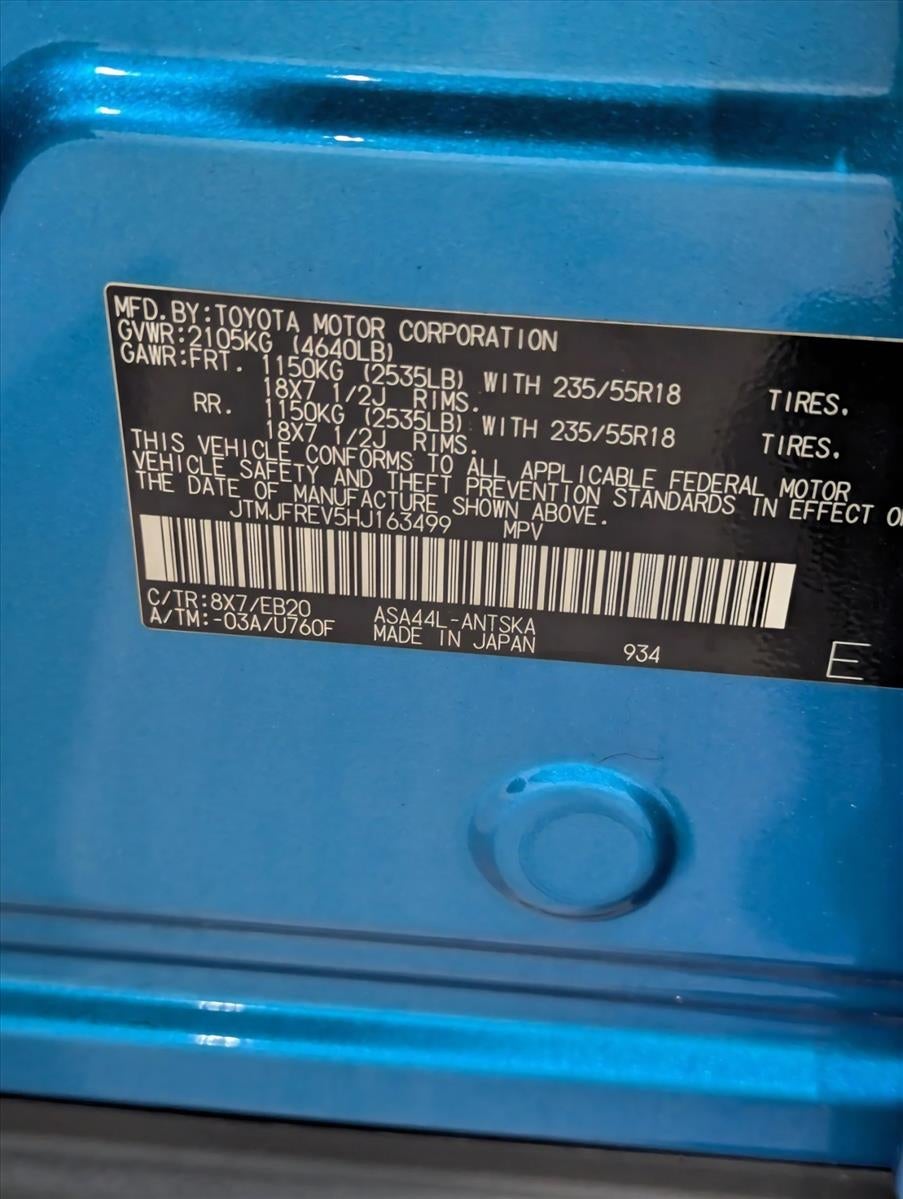 MFD.BY:TOYOTA MOTOR CORPORATION
GVWR:2105KG (4640LB)
GAWR:FRT. 1150KG (2535LB) WITH 235/55R18 TIRES.
18X7 1/2J RIMS.
RR. 1150KG (2535LB) WITH 235/55R18 TIRES.
18X7 1/2J RIMS.
THIS VEHICLE CONFORMS TO ALL APPLICABLE FEDERAL MOTOR
VEHICLE SAFETY AND THEFT PREVENTION STANDARDS IN EFFECT
THE DATE OF MANUFACTURE SHOWN ABOVE.
JTMJFREV5HJ163499 MPV
C/TR:8X7/EB20 ASA44L-ANTSKA
A/TM:-03A/U760F MADE IN JAPAN 934
E